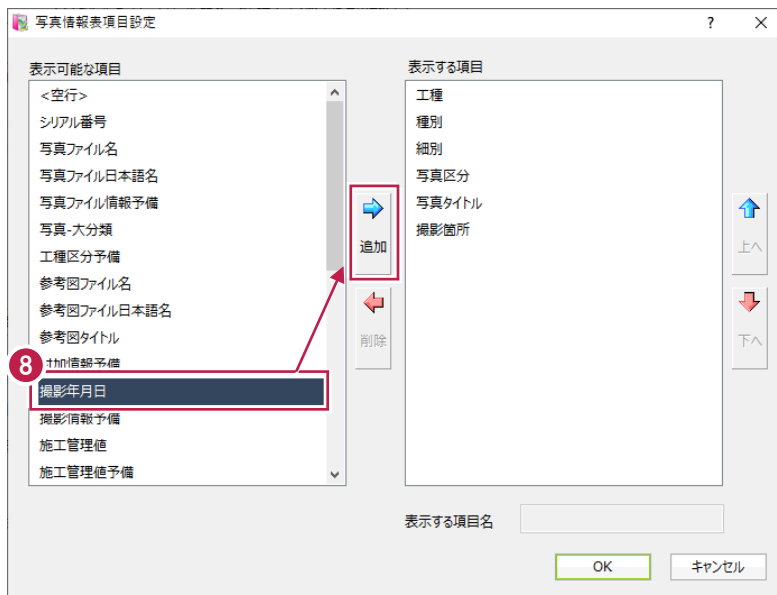 写真情報表項目設定
?
×
表示可能な項目
<空行>
シリアル番号
写真ファイル名
写真ファイル日本語名
写真ファイル情報予備
写真-大分類
工種区分予備
参考図ファイル名
参考図ファイル日本語名
参考図タイトル
付加情報予備
撮影年月日
撮影情報予備
施工管理値
施工管理値予備
8
追加
削除
表示する項目
工種
種別
細別
写真区分
写真タイトル
撮影箇所
上へ
下へ
表示する項目名
OK
キャンセル